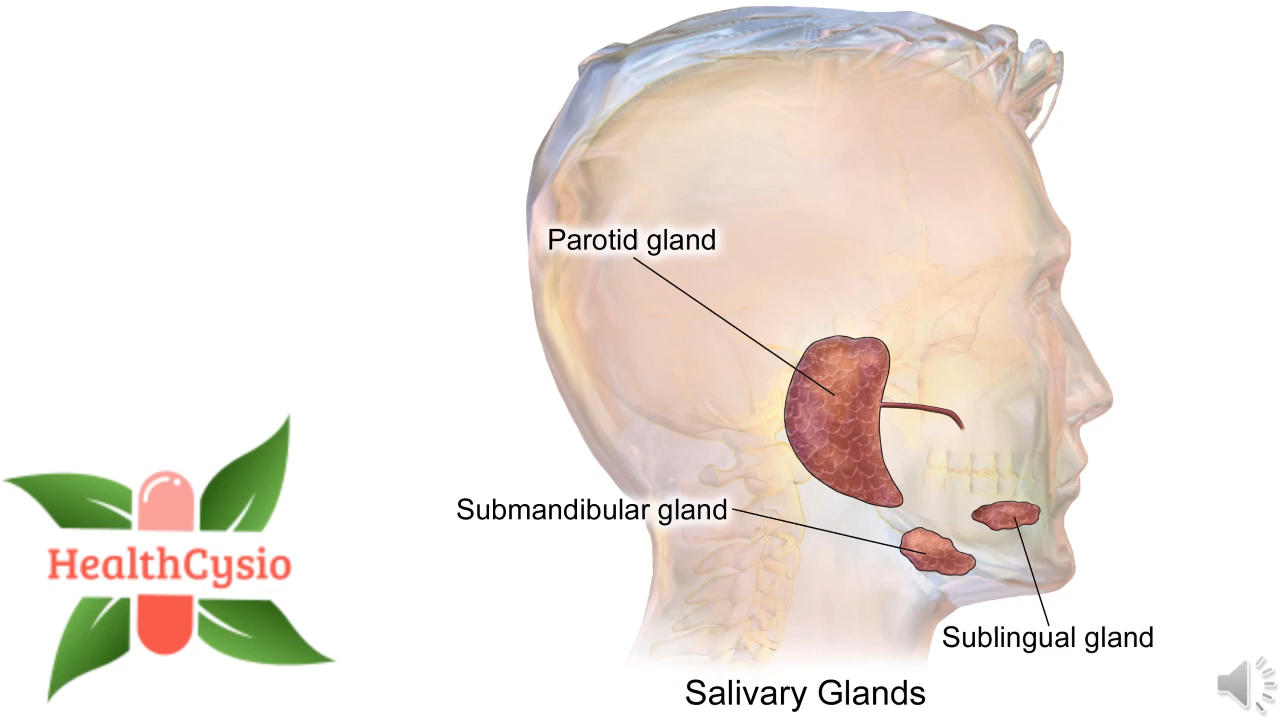 Parotid gland
Submandibular gland
HealthCysio
Sublingual gland
Salivary Glands